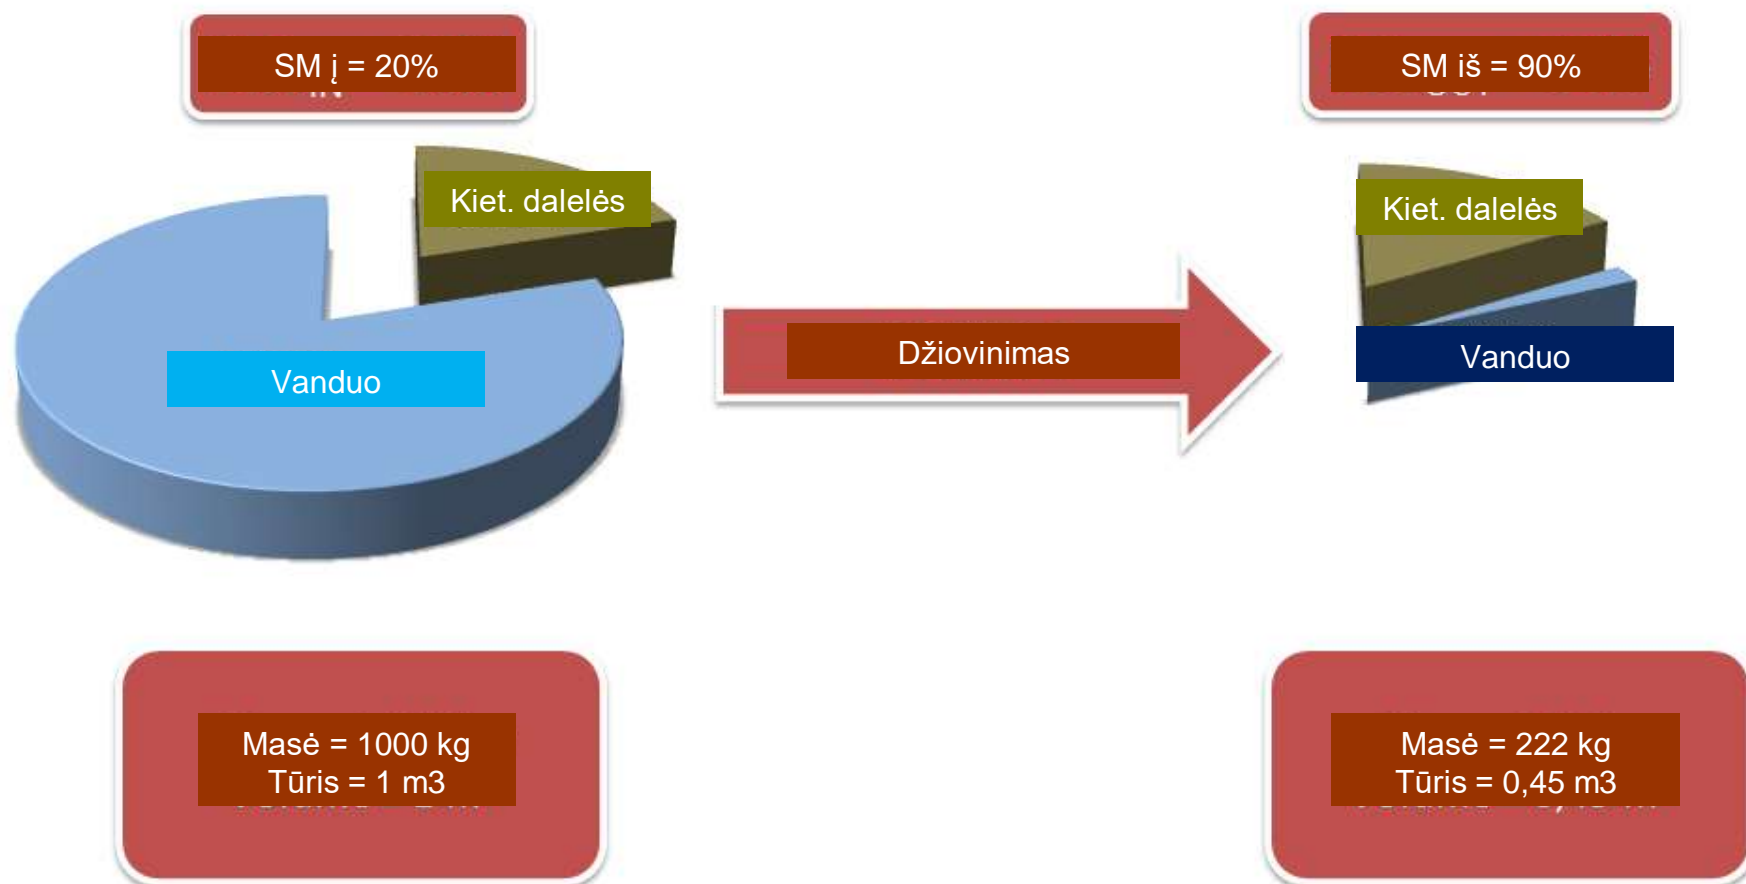 SM į = 20%
SM iš = 90%
Kiet. dalelės
Kiet. dalelės
Džiovinimas
Vanduo
Vanduo
Masė = 1000 kg
Tūris = 1 m3
Masė = 222 kg
Tūris = 0,45 m3